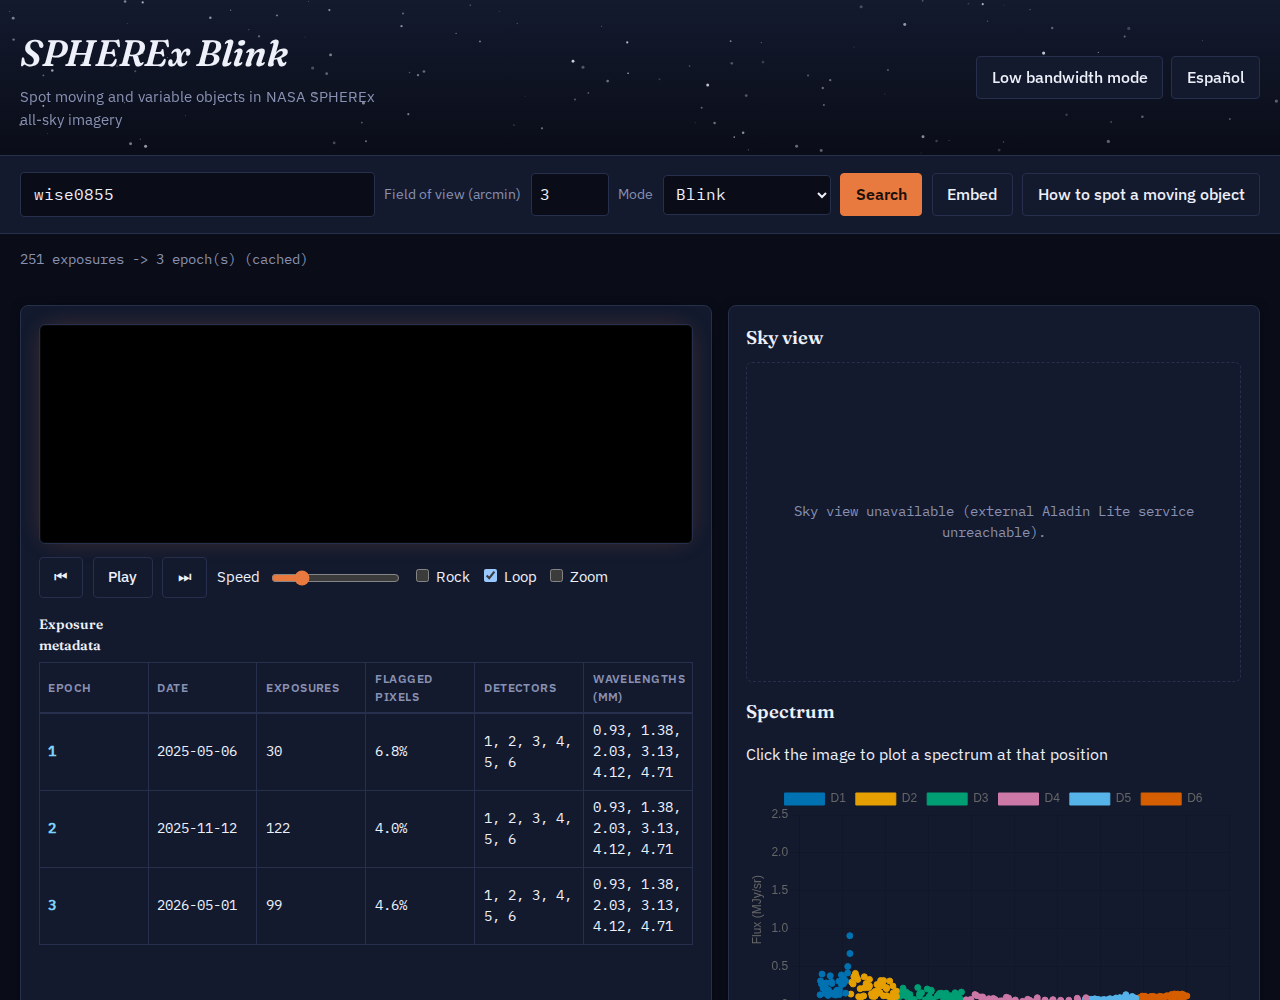 SPHEREx Blink
Spot moving and variable objects in NASA SPHEREx
all-sky imagery
Low bandwidth mode
Español
wise0855
Field of view (arcmin)
3
Mode
Blink
Search
Embed
How to spot a moving object
251 exposures -> 3 epoch(s) (cached)
Sky view
Sky view unavailable (external Aladin Lite service
unreachable).
⏮
Play
⏭
Speed
Rock
Loop
Zoom
Exposure
metadata
EPOCH
DATE
EXPOSURES
FLAGGED
PIXELS
DETECTORS
WAVELENGTHS
(MM)
1
2025-05-06
30
6.8%
1, 2, 3, 4,
5, 6
0.93, 1.38,
2.03, 3.13,
4.12, 4.71
2
2025-11-12
122
4.0%
1, 2, 3, 4,
5, 6
0.93, 1.38,
2.03, 3.13,
4.12, 4.71
3
2026-05-01
99
4.6%
1, 2, 3, 4,
5, 6
0.93, 1.38,
2.03, 3.13,
4.12, 4.71
Spectrum
Click the image to plot a spectrum at that position
D1
D2
D3
D4
D5
D6
2.5
2.0
1.5
1.0
0.5
Flux (MJy/sr)